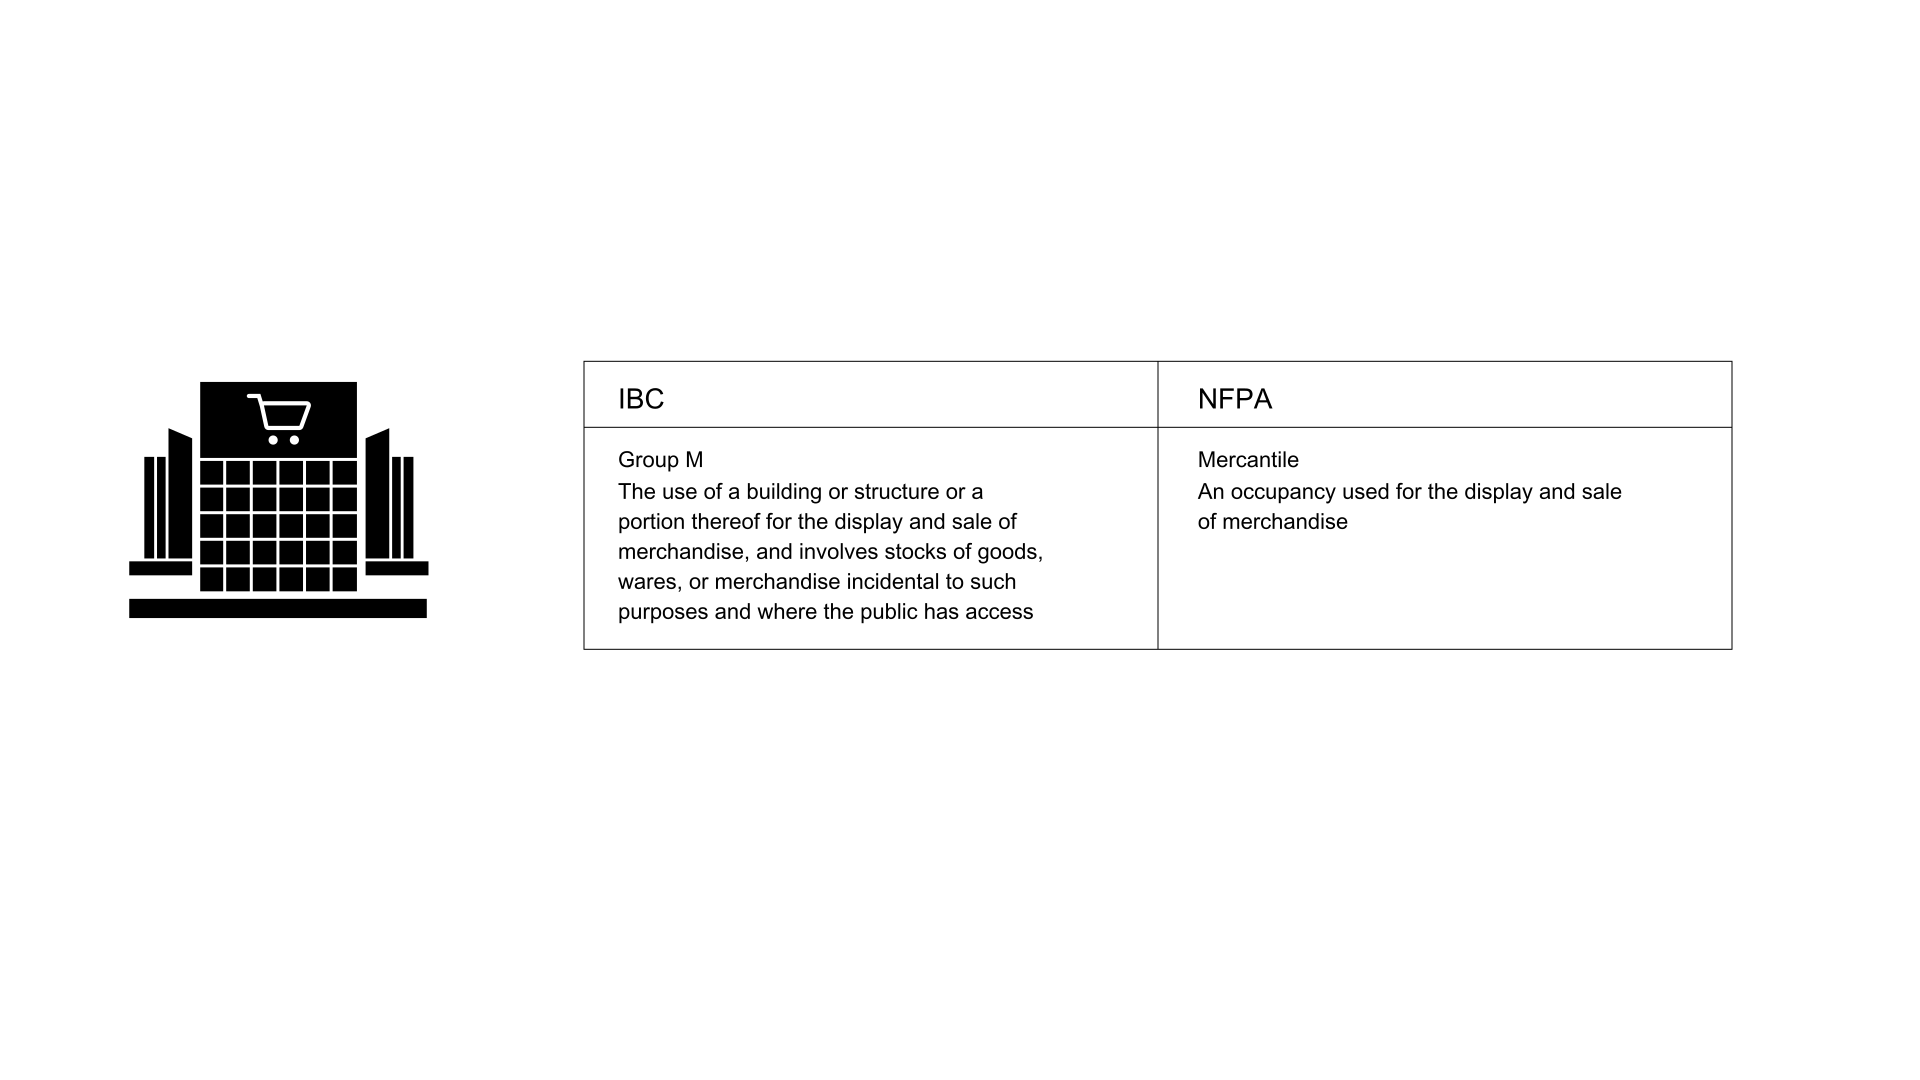 IBC
NFPA
Group M
The use of a building or structure or a
portion thereof for the display and sale of
merchandise, and involves stocks of goods,
wares, or merchandise incidental to such
purposes and where the public has access
Mercantile
An occupancy used for the display and sale
of merchandise